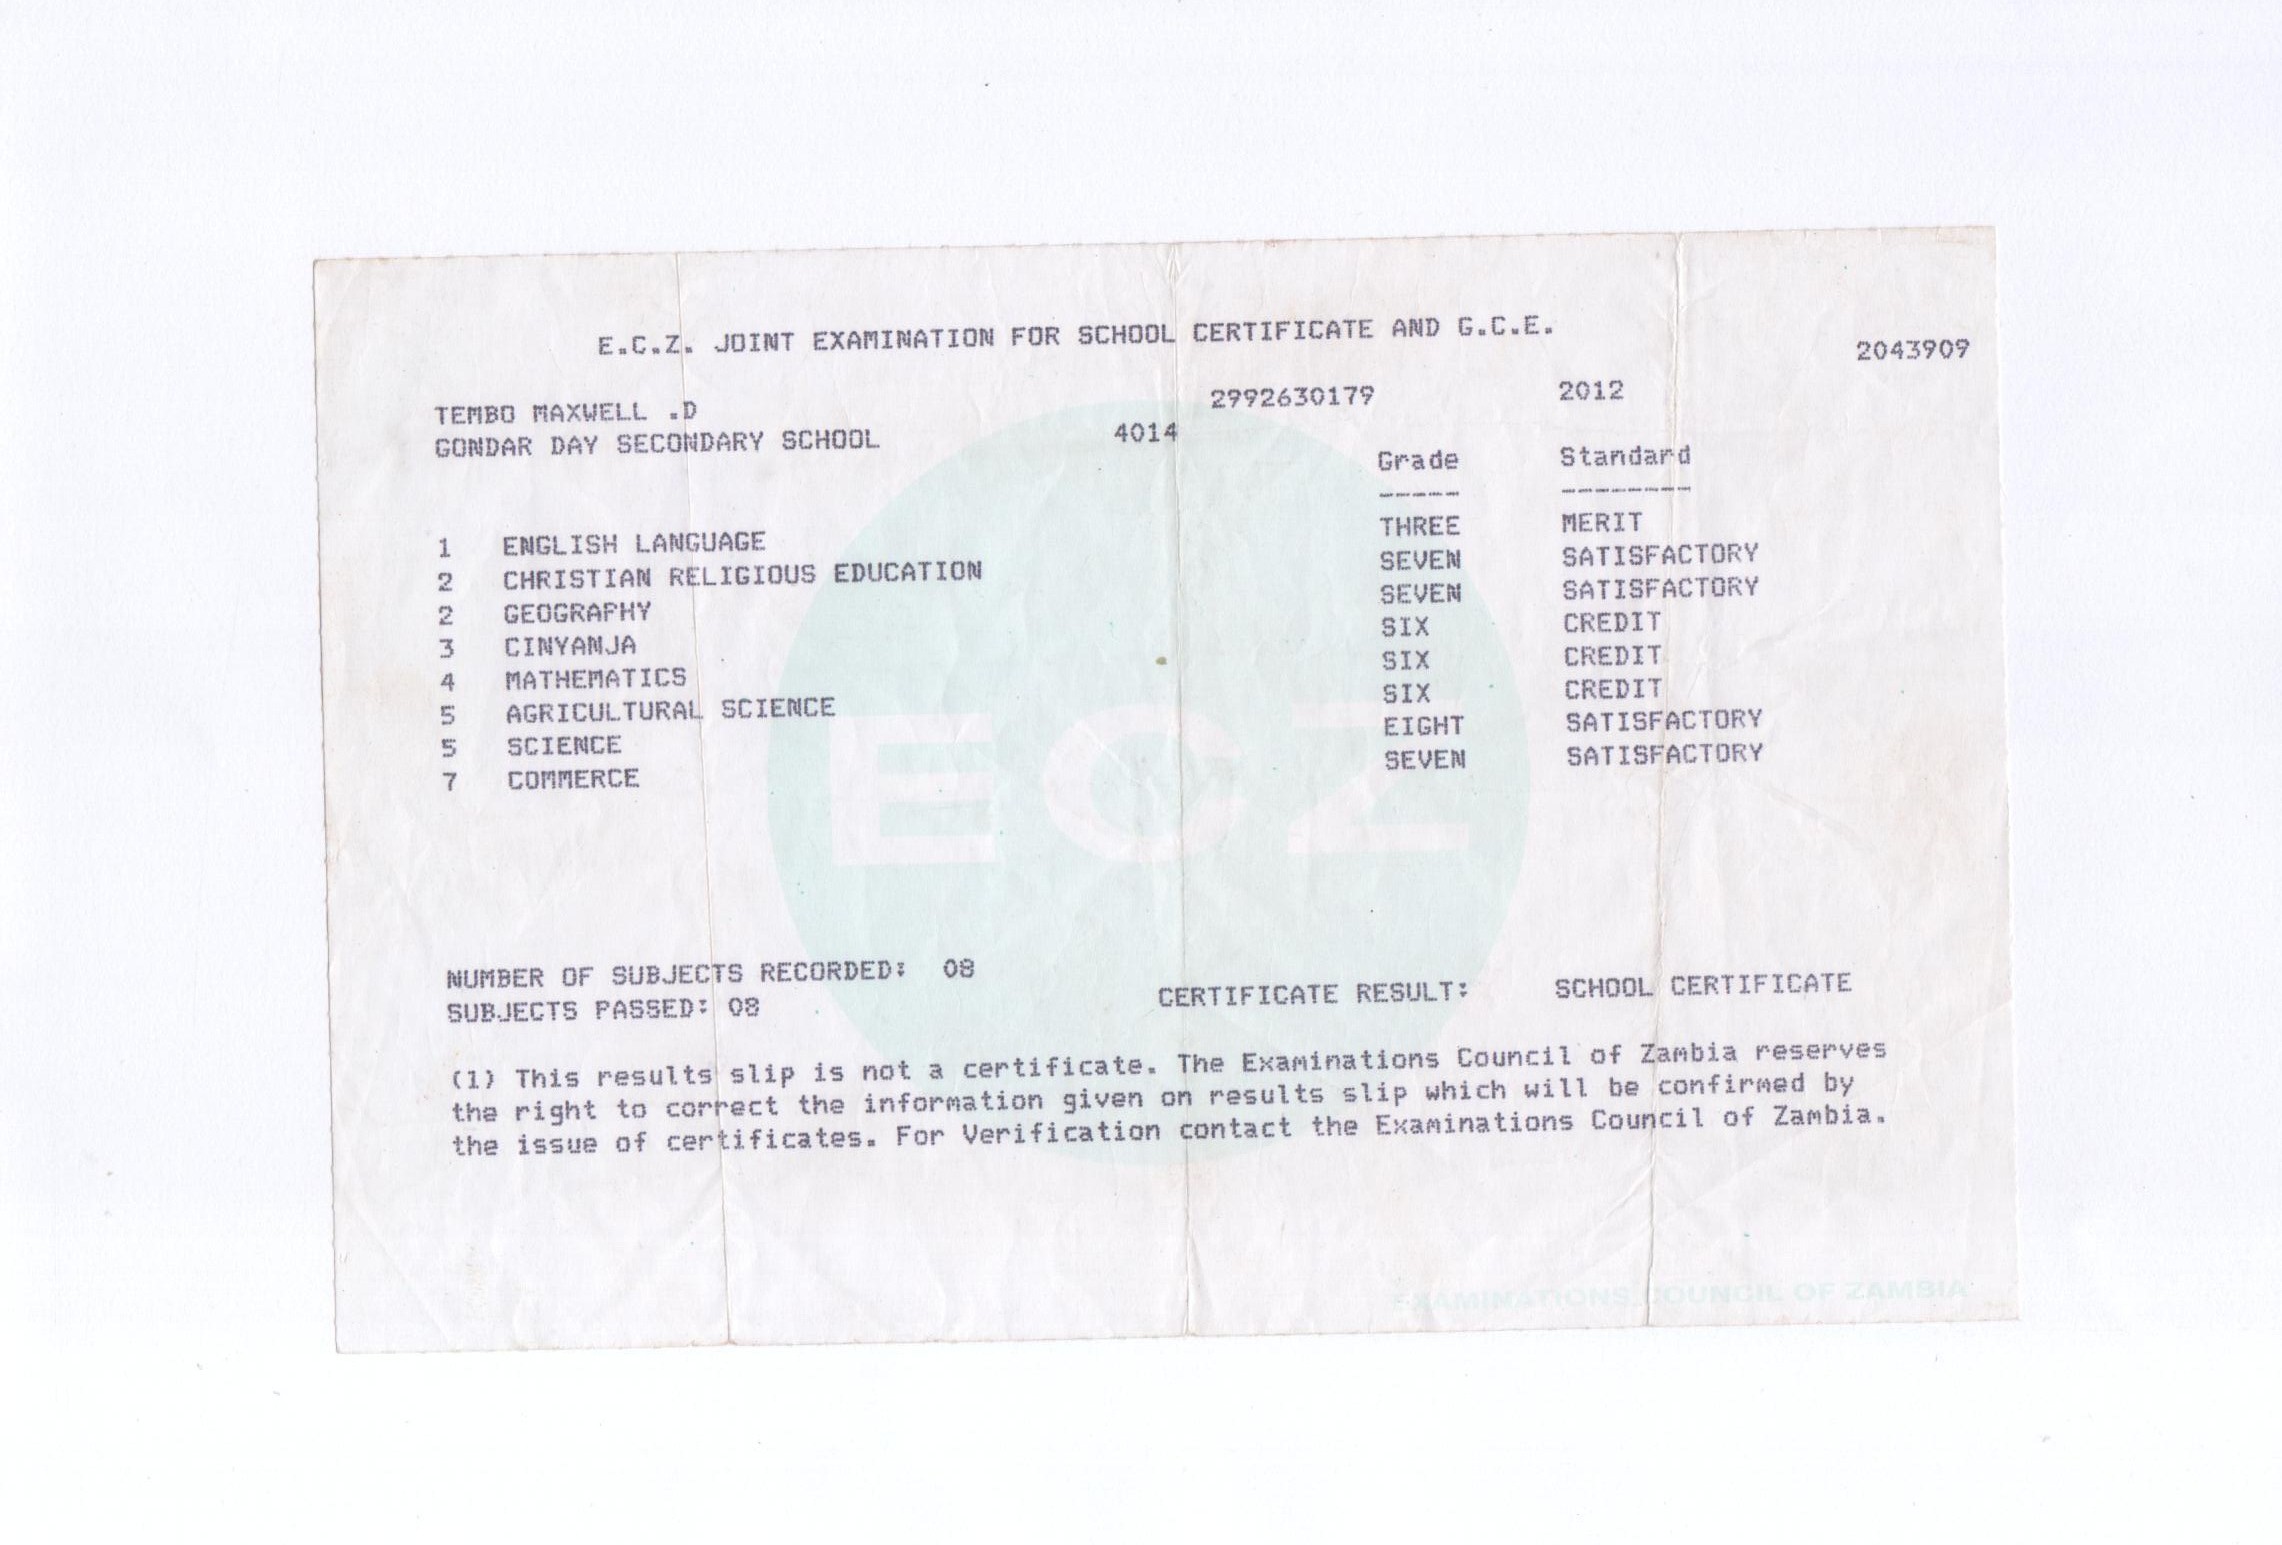 E.C.Z. JOINT EXAMINATION FOR SCHOOL CERTIFICATE AND G.C.E.
2043909
TEMBO MAXWELL .D 2992630179 2012
GONDAR DAY SECONDARY SCHOOL 4014
Grade Standard
----- --------
1 ENGLISH LANGUAGE THREE MERIT
2 CHRISTIAN RELIGIOUS EDUCATION SEVEN SATISFACTORY
2 GEOGRAPHY SEVEN SATISFACTORY
3 CINYANJA SIX CREDIT
4 MATHEMATICS SIX CREDIT
5 AGRICULTURAL SCIENCE SIX CREDIT
5 SCIENCE EIGHT SATISFACTORY
7 COMMERCE SEVEN SATISFACTORY
ECZ
NUMBER OF SUBJECTS RECORDED: 08
SUBJECTS PASSED: 08 CERTIFICATE RESULT: SCHOOL CERTIFICATE
(1) This results slip is not a certificate. The Examinations Council of Zambia reserves
the right to correct the information given on results slip which will be confirmed by
the issue of certificates. For Verification contact the Examinations Council of Zambia.
EXAMINATIONS COUNCIL OF ZAMBIA